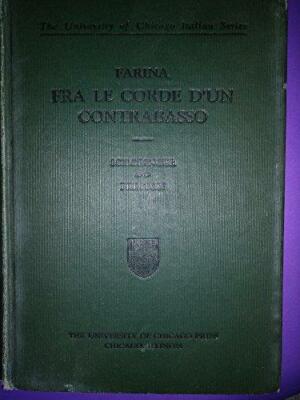 The University of Chicago Italian Series
FARINA
FRA LE CORDE D'UN
CONTRABASSO
AND
THE UNIVERSITY OF CHICAGO PRESS
CHICAGO, ILLINOIS